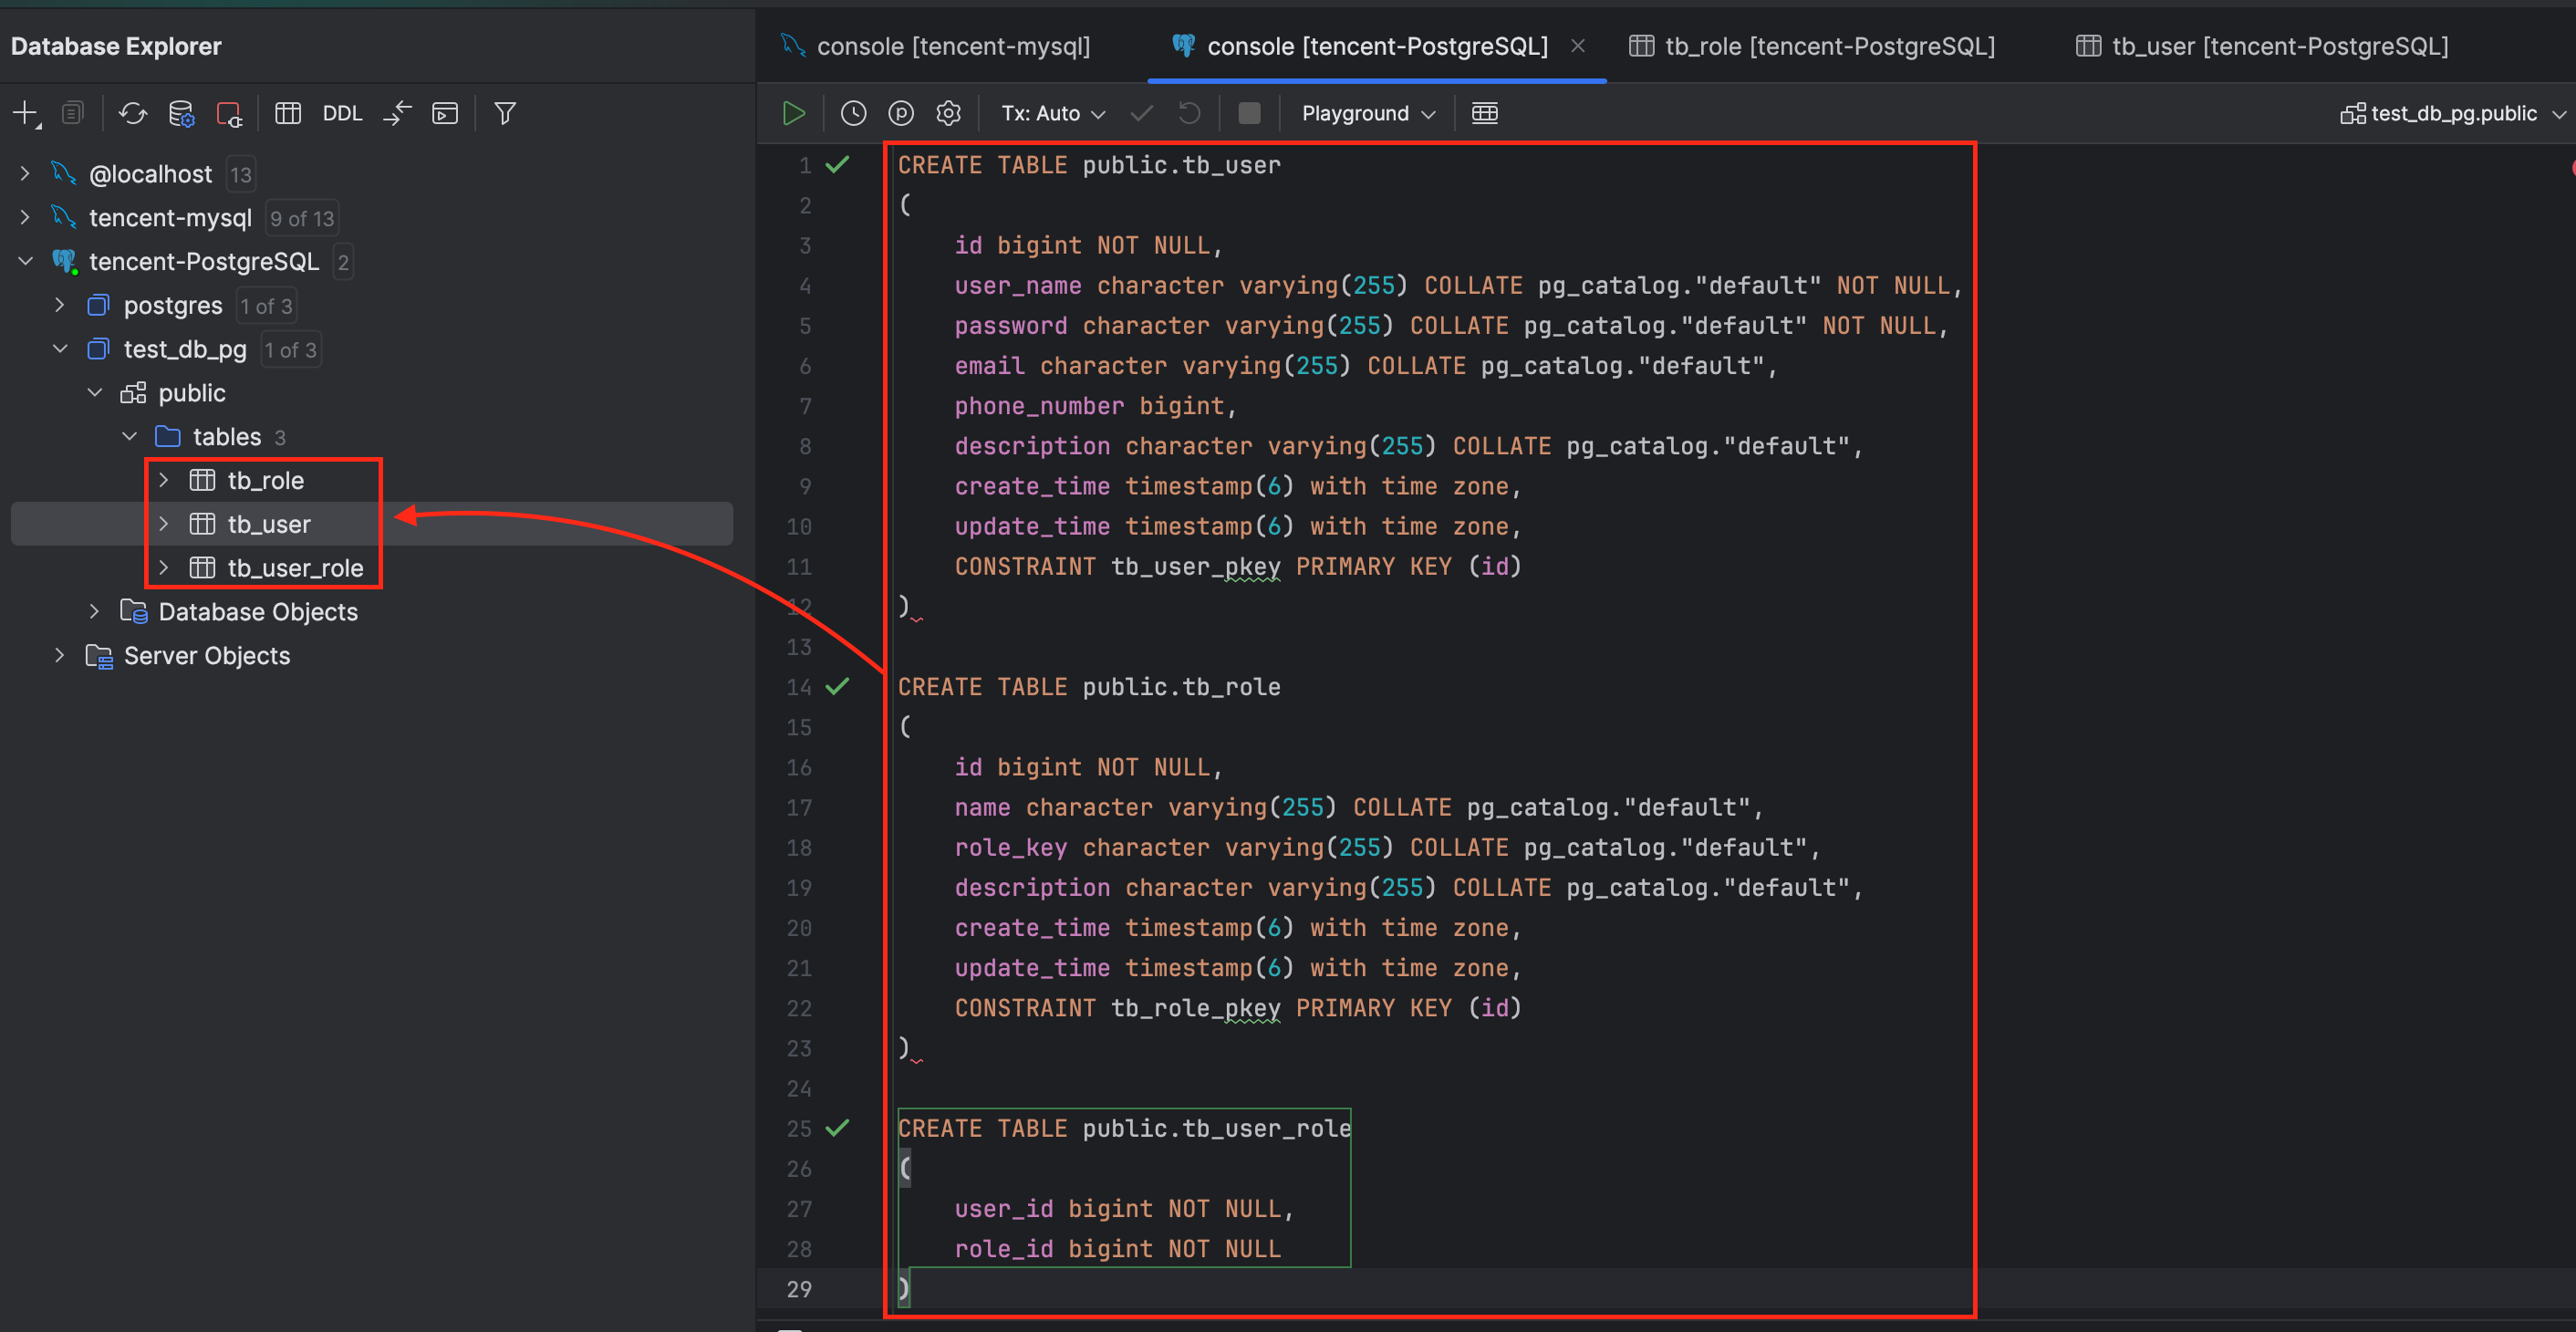 Database Explorer
console [tencent-mysql]
console [tencent-PostgreSQL]
tb_role [tencent-PostgreSQL]
tb_user [tencent-PostgreSQL]
DDL
Tx: Auto
Playground
test_db_pg.public
@localhost 13
tencent-mysql 9 of 13
tencent-PostgreSQL 2
postgres 1 of 3
test_db_pg 1 of 3
public
tables 3
tb_role
tb_user
tb_user_role
Database Objects
Server Objects
1 CREATE TABLE public.tb_user
2 (
3     id bigint NOT NULL,
4     user_name character varying(255) COLLATE pg_catalog."default" NOT NULL,
5     password character varying(255) COLLATE pg_catalog."default" NOT NULL,
6     email character varying(255) COLLATE pg_catalog."default",
7     phone_number bigint,
8     description character varying(255) COLLATE pg_catalog."default",
9     create_time timestamp(6) with time zone,
10     update_time timestamp(6) with time zone,
11     CONSTRAINT tb_user_pkey PRIMARY KEY (id)
12 )
13
14 CREATE TABLE public.tb_role
15 (
16     id bigint NOT NULL,
17     name character varying(255) COLLATE pg_catalog."default",
18     role_key character varying(255) COLLATE pg_catalog."default",
19     description character varying(255) COLLATE pg_catalog."default",
20     create_time timestamp(6) with time zone,
21     update_time timestamp(6) with time zone,
22     CONSTRAINT tb_role_pkey PRIMARY KEY (id)
23 )
24
25 CREATE TABLE public.tb_user_role
26 (
27     user_id bigint NOT NULL,
28     role_id bigint NOT NULL
29 )